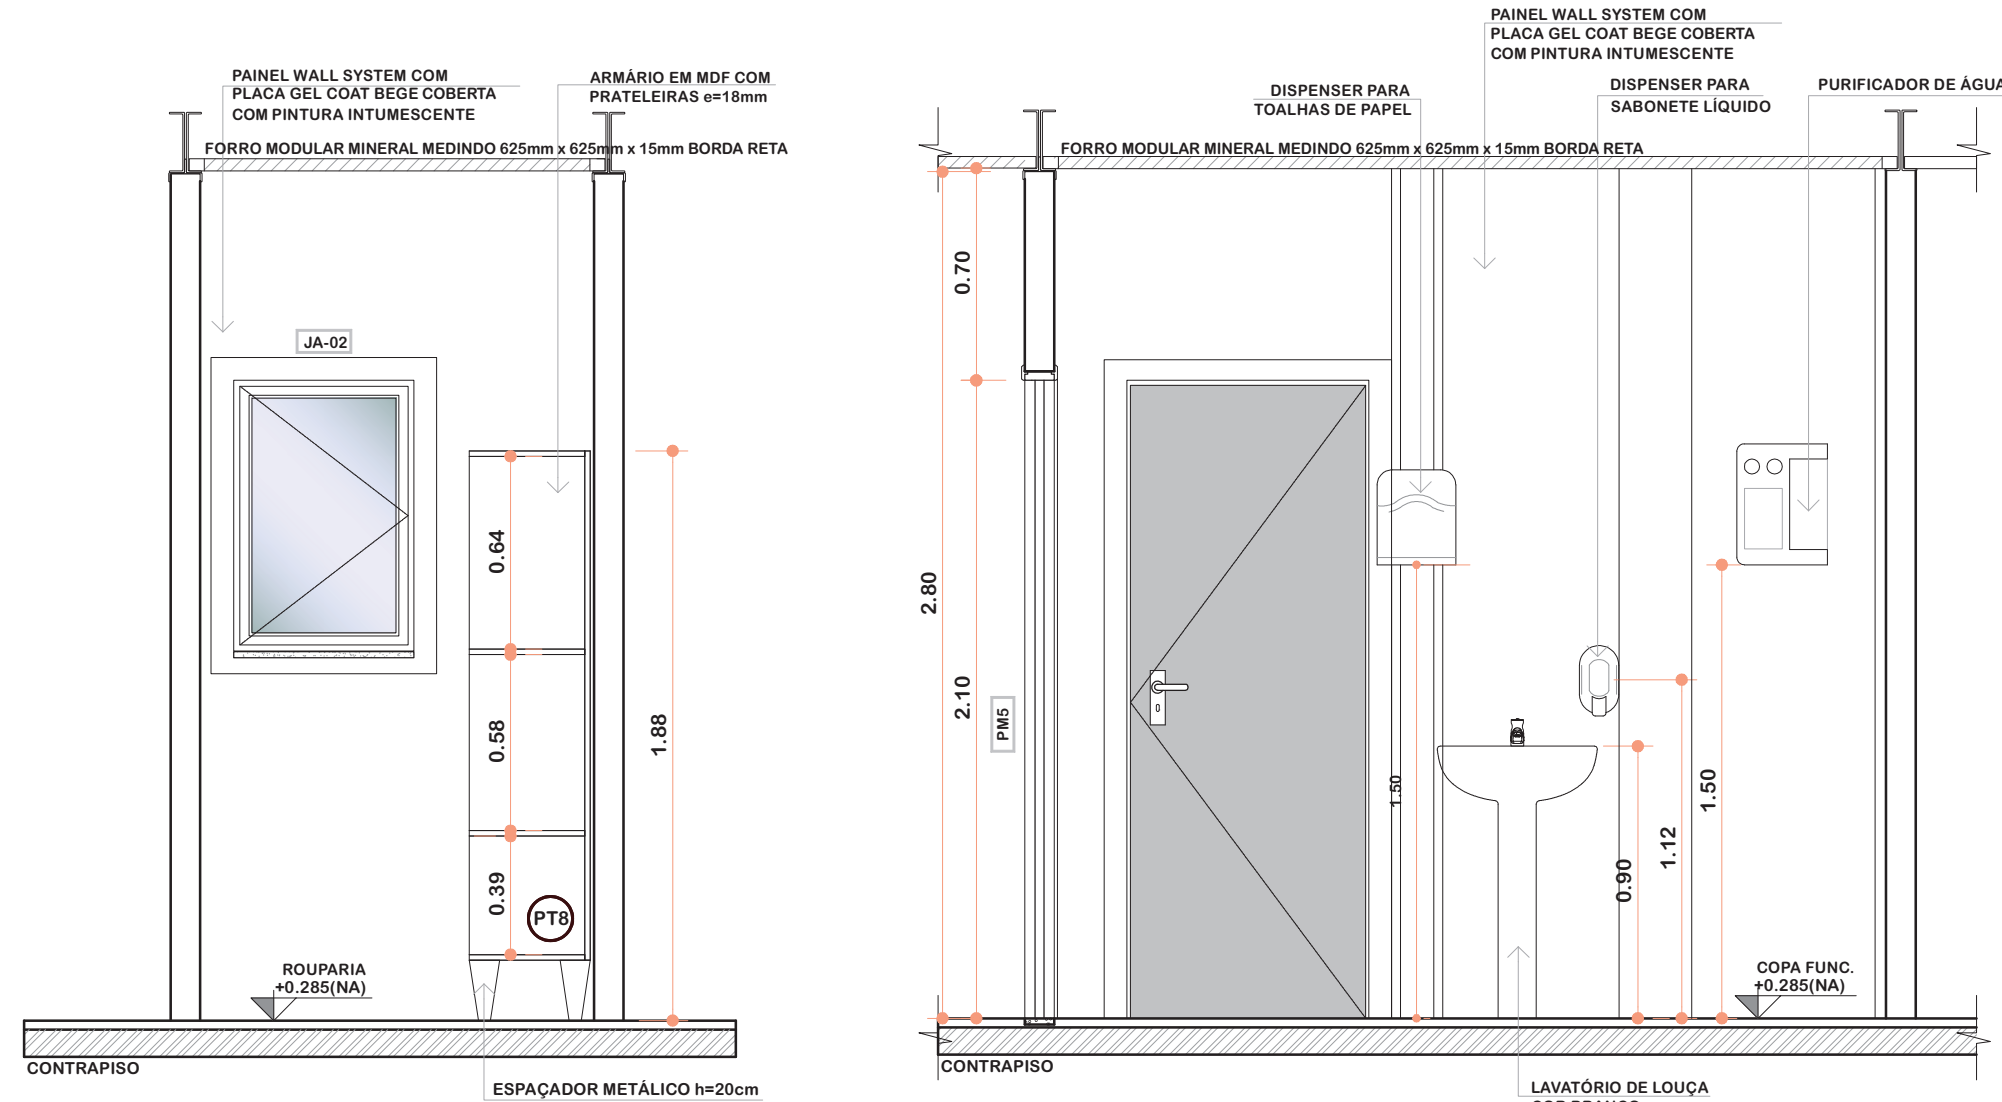 PAINEL WALL SYSTEM COM
PLACA GEL COAT BEGE COBERTA
COM PINTURA INTUMESCENTE
ARMÁRIO EM MDF COM
PRATELEIRAS e=18mm
FORRO MODULAR MINERAL MEDINDO 625mm x 625mm x 15mm BORDA RETA
JA-02
0.64
0.58
0.39
1.88
PT8
ROUPARIA
+0.285(NA)
CONTRAPISO
ESPAÇADOR METÁLICO h=20cm
PAINEL WALL SYSTEM COM
PLACA GEL COAT BEGE COBERTA
COM PINTURA INTUMESCENTE
DISPENSER PARA
TOALHAS DE PAPEL
DISPENSER PARA
SABONETE LÍQUIDO
PURIFICADOR DE ÁGUA
FORRO MODULAR MINERAL MEDINDO 625mm x 625mm x 15mm BORDA RETA
0.70
2.80
2.10
PM5
1.50
0.90
1.12
1.50
COPA FUNC.
+0.285(NA)
CONTRAPISO
LAVATÓRIO DE LOUÇA
COR BRANCO